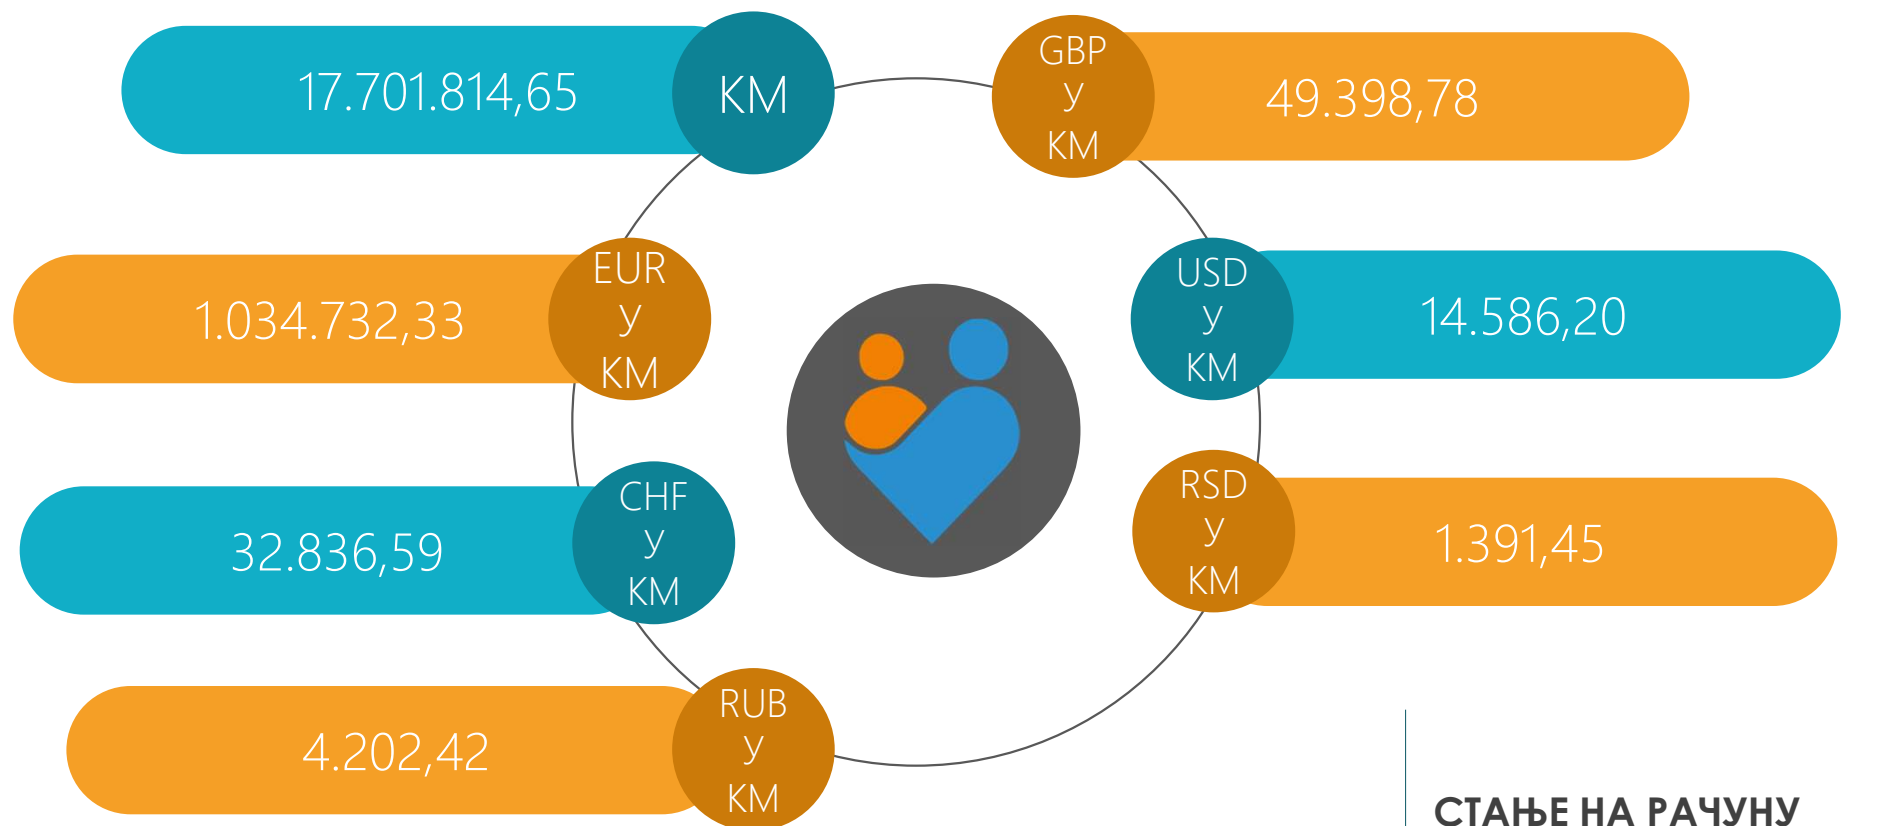 17.701.814,65
КМ
GBP
у
КМ
49.398,78
EUR
у
КМ
1.034.732,33
USD
у
КМ
14.586,20
CHF
у
КМ
32.836,59
RSD
у
КМ
1.391,45
RUB
у
КМ
4.202,42
СТАЊЕ НА РАЧУНУ